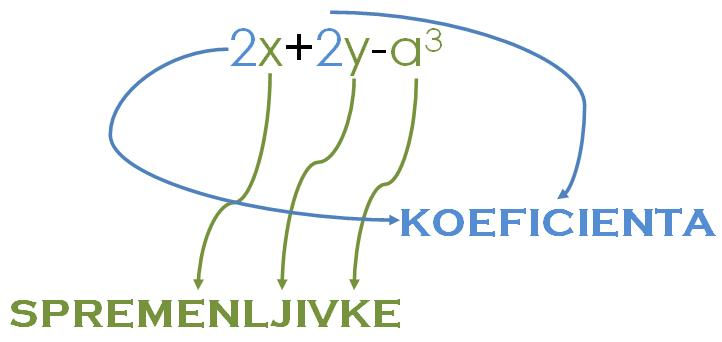 2x+2y-a³
KOEFICIENTA
SPREMENLJIVKE